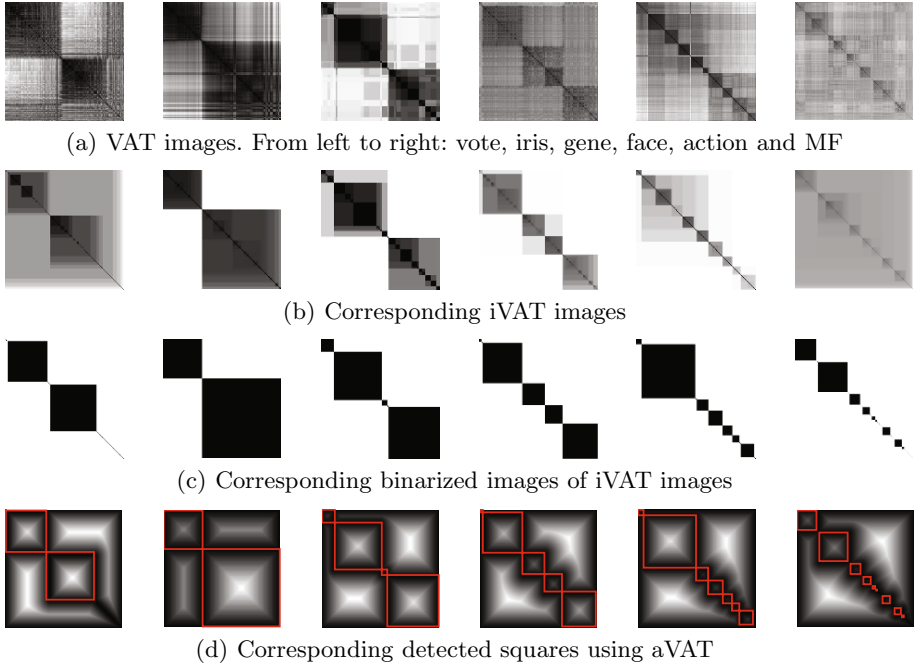 (a) VAT images. From left to right: vote, iris, gene, face, action and MF
(b) Corresponding iVAT images
(c) Corresponding binarized images of iVAT images
(d) Corresponding detected squares using aVAT